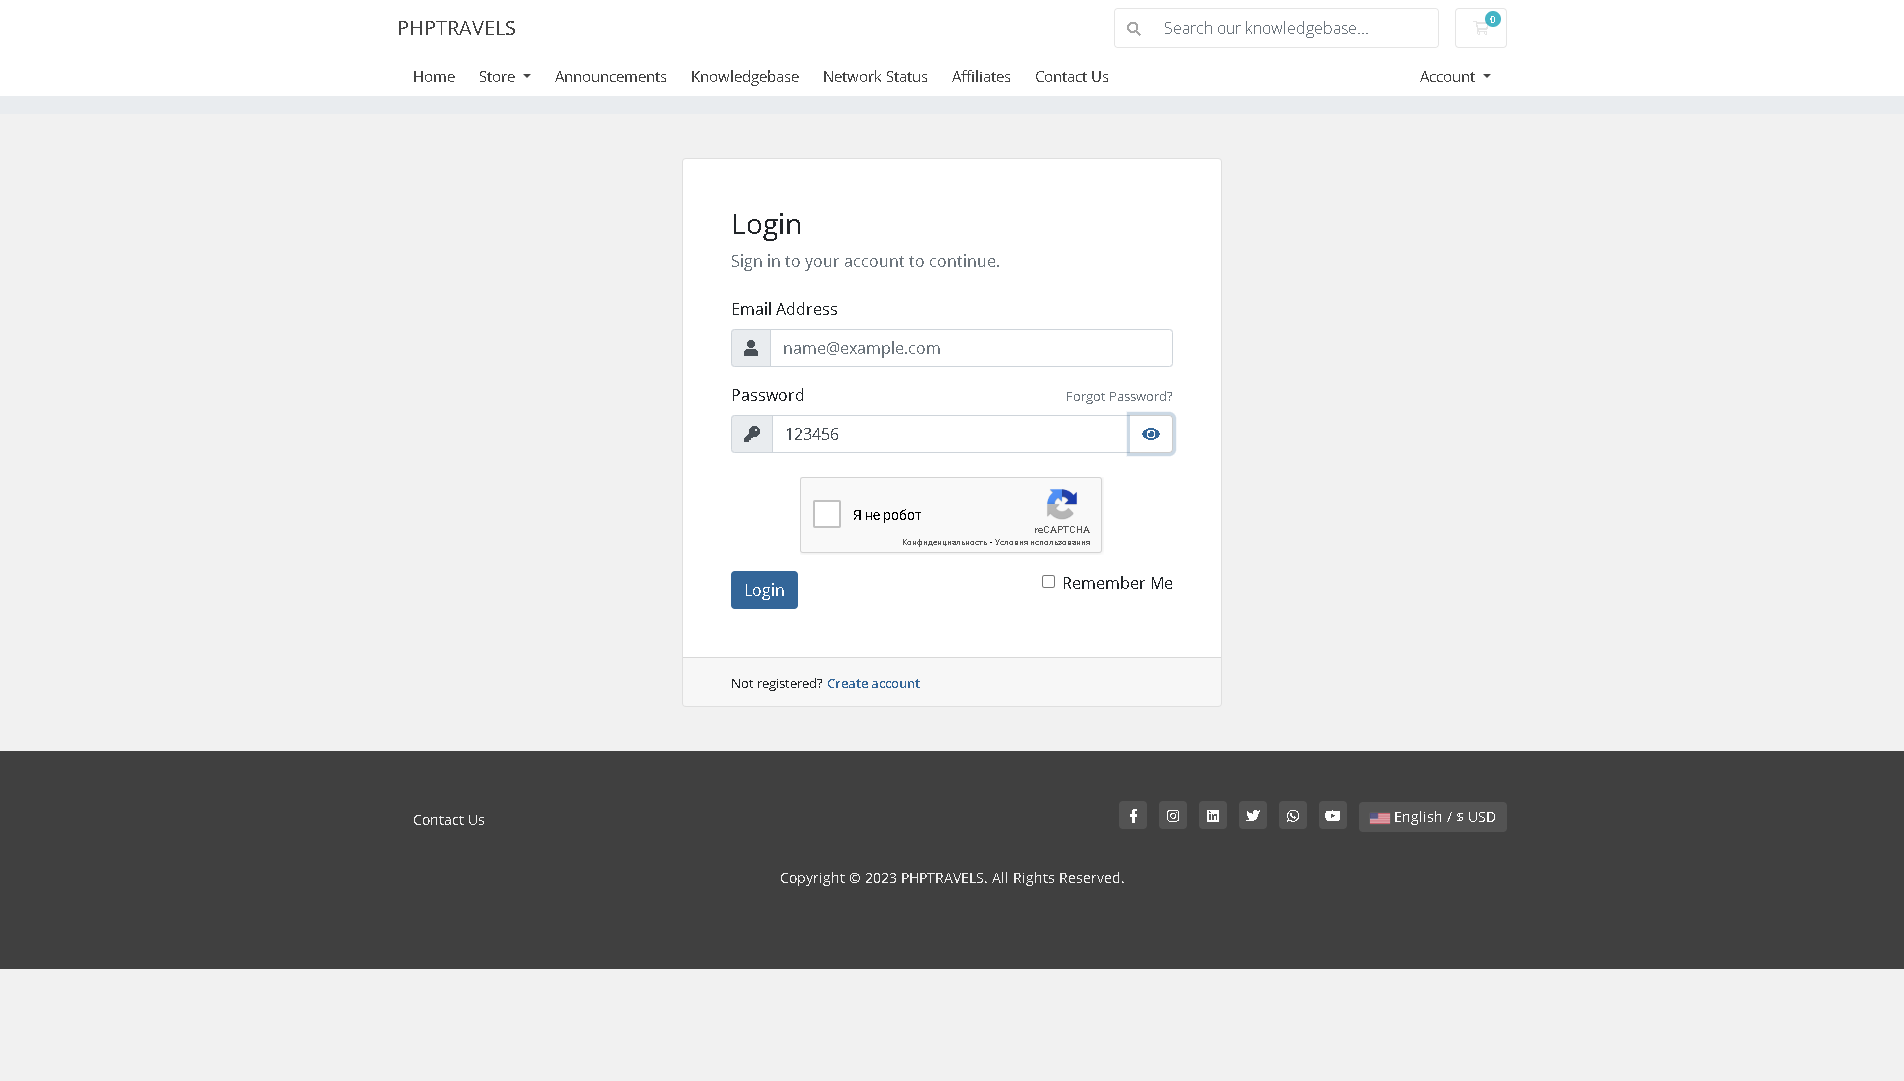 PHPTRAVELS
Search our knowledgebase...
0
Home Store Announcements Knowledgebase Network Status Affiliates Contact Us Account
Login
Sign in to your account to continue.
Email Address
name@example.com
Password Forgot Password?
123456
Я не робот
reCAPTCHA
Конфиденциальность - Условия использования
Login Remember Me
Not registered? Create account
Contact Us English / $ USD
Copyright © 2023 PHPTRAVELS. All Rights Reserved.